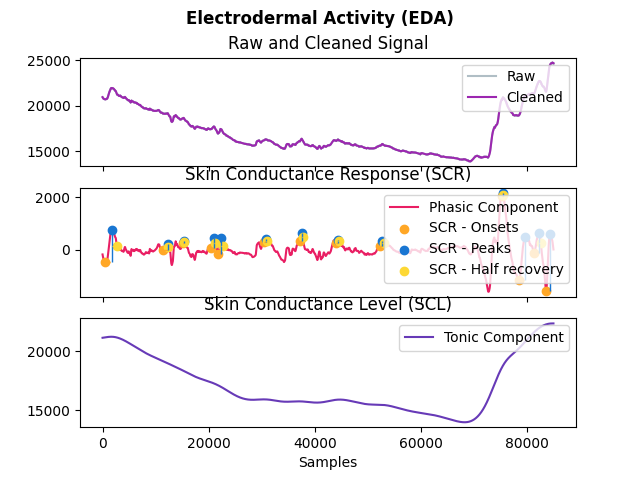 Electrodermal Activity (EDA)
Raw and Cleaned Signal
25000
20000
15000
Raw
Cleaned
Skin Conductance Response (SCR)
2000
0
Phasic Component
SCR - Onsets
SCR - Peaks
SCR - Half recovery
Skin Conductance Level (SCL)
20000
15000
Tonic Component
0 20000 40000 60000 80000
Samples